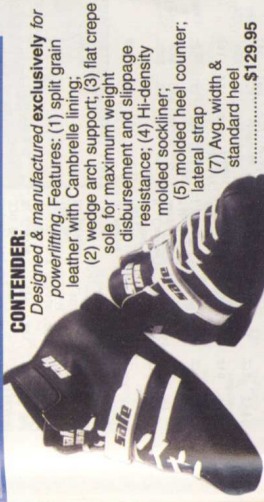 CONTENDER:
Designed & manufactured exclusively for
powerlifting. Features: (1) split grain
leather with Cambrelle lining;
(2) wedge arch support; (3) flat crepe
sole for maximum weight
disbursement and slippage
resistance; (4) Hi-density
molded sockliner;
(5) molded heel counter;
lateral strap
(7) Avg. width &
standard heel
....................$129.95
safe
safe